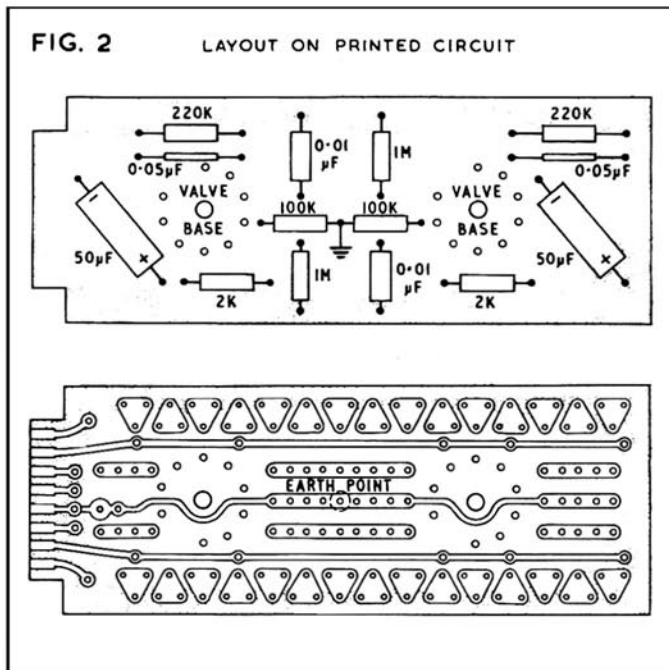 FIG. 2 LAYOUT ON PRINTED CIRCUIT
220K 220K
0·05µF 0·01 µF 1M 0·05µF
VALVE BASE VALVE BASE
100K 100K
50µF − + 50µF − +
2K 1M 0·01 µF 2K
EARTH POINT